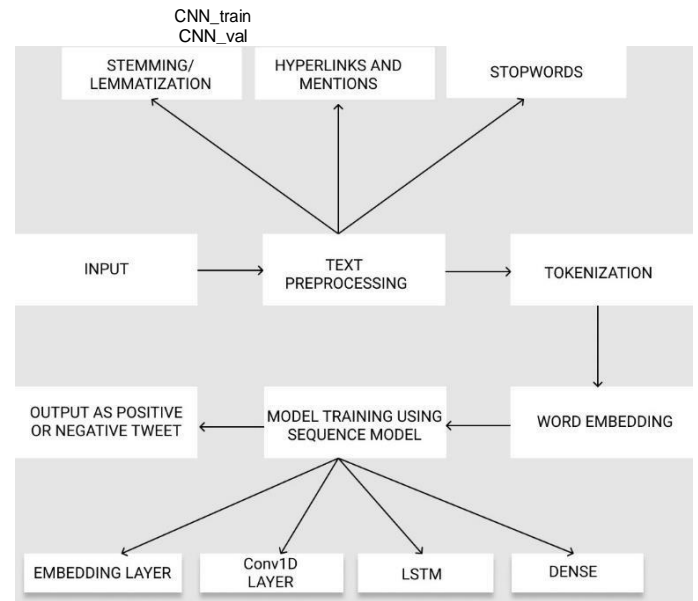 CNN_train
CNN_val
STEMMING/
LEMMATIZATION
HYPERLINKS AND
MENTIONS
STOPWORDS
INPUT
TEXT
PREPROCESSING
TOKENIZATION
OUTPUT AS POSITIVE
OR NEGATIVE TWEET
MODEL TRAINING USING
SEQUENCE MODEL
WORD EMBEDDING
EMBEDDING LAYER
Conv1D
LAYER
LSTM
DENSE